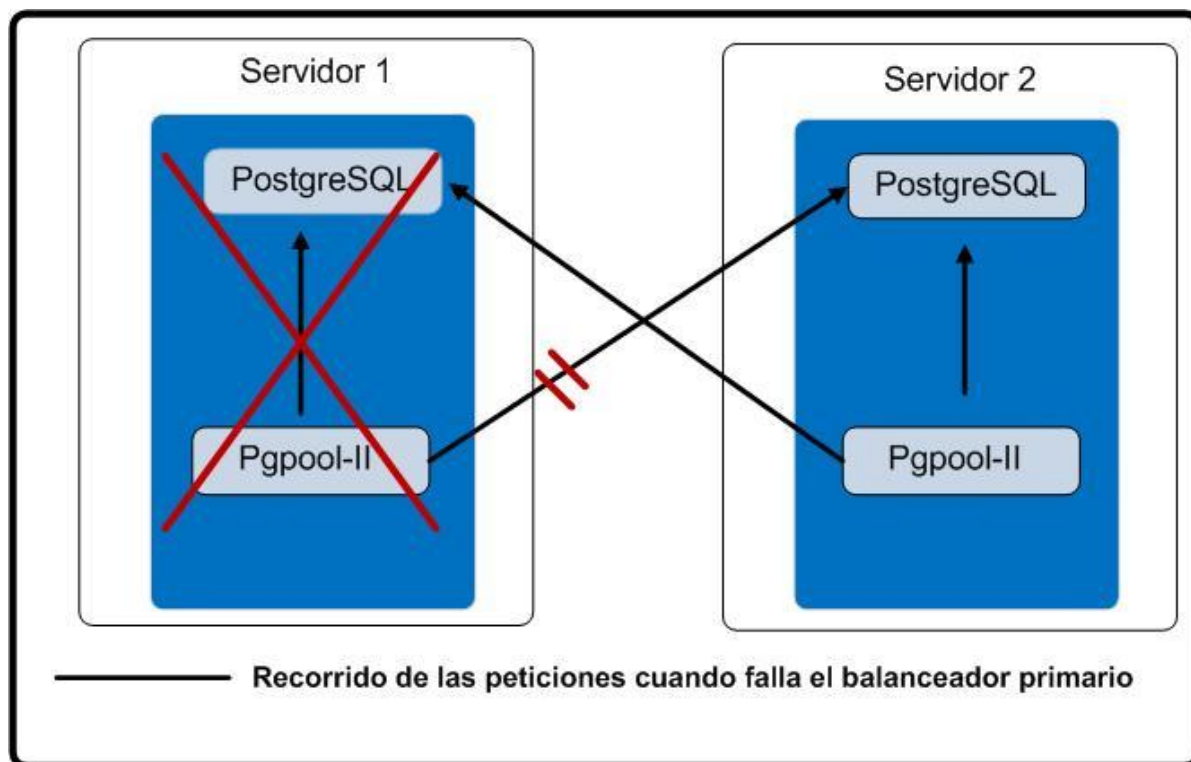 Servidor 1
PostgreSQL
Pgpool-II
Servidor 2
PostgreSQL
Pgpool-II
Recorrido de las peticiones cuando falla el balanceador primario